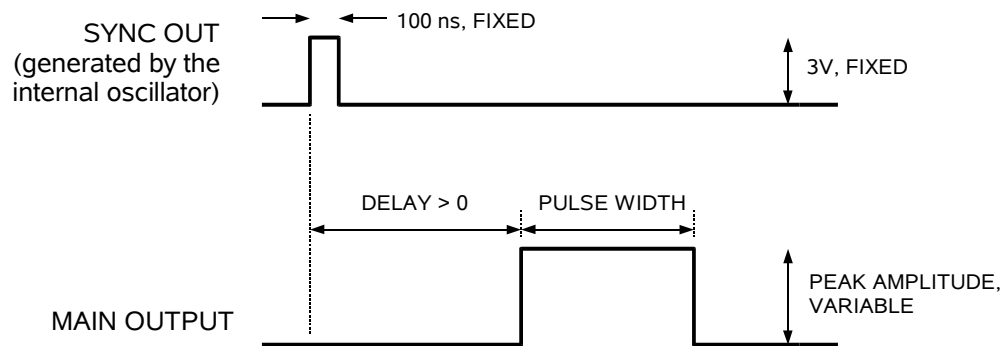 100 ns, FIXED
SYNC OUT
(generated by the
internal oscillator)
3V, FIXED
DELAY > 0
PULSE WIDTH
PEAK AMPLITUDE,
VARIABLE
MAIN OUTPUT